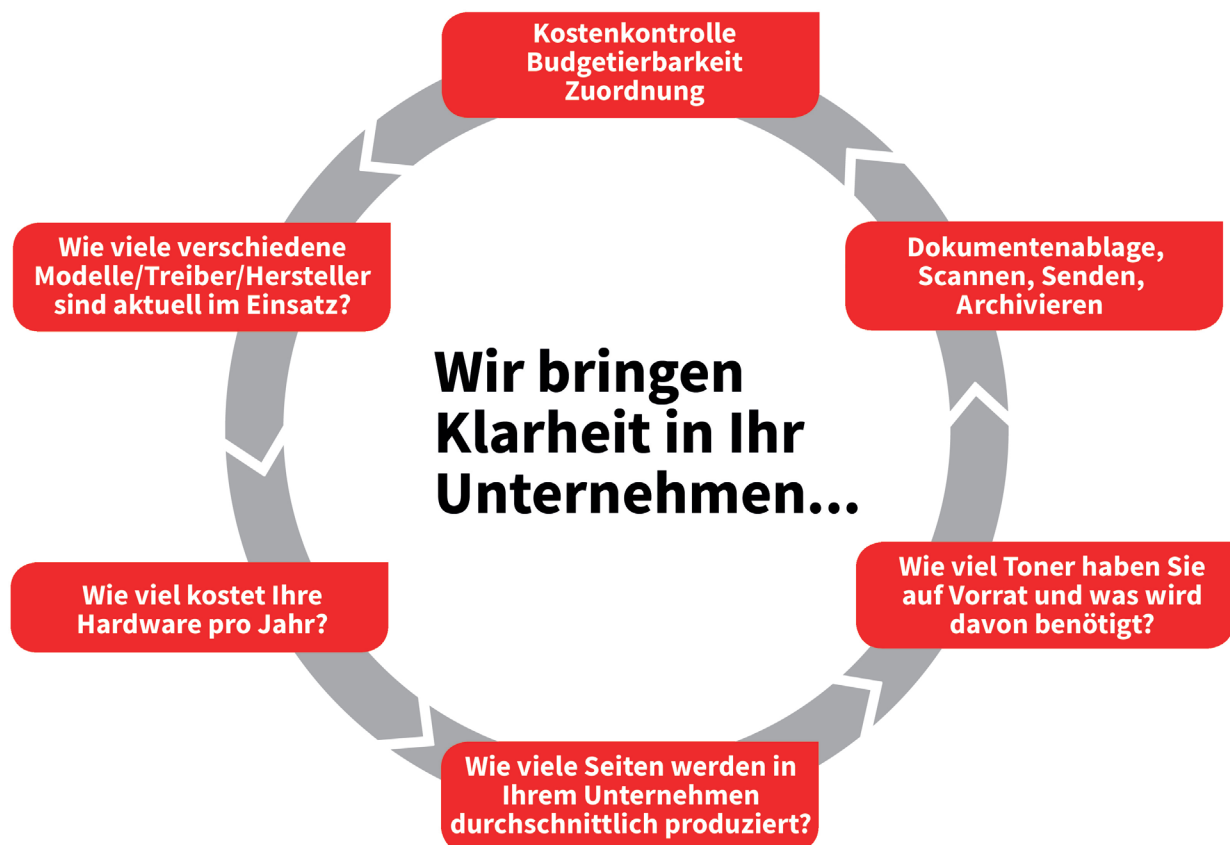 Kostenkontrolle
Budgetierbarkeit
Zuordnung
Wie viele verschiedene
Modelle/Treiber/Hersteller
sind aktuell im Einsatz?
Dokumentenablage,
Scannen, Senden,
Archivieren
Wir bringen
Klarheit in Ihr
Unternehmen...
Wie viel kostet Ihre
Hardware pro Jahr?
Wie viel Toner haben Sie
auf Vorrat und was wird
davon benötigt?
Wie viele Seiten werden in
Ihrem Unternehmen
durchschnittlich produziert?